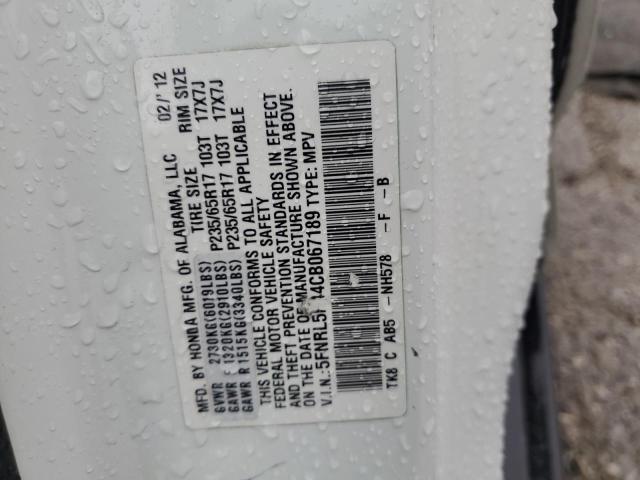 MFD. BY HONDA MFG. OF ALABAMA, LLC 02/'12
TIRE SIZE RIM SIZE
GVWR 2730KG(6019LBS)
GAWR F 1320KG(2910LBS) P235/65R17 103T 17X7J
GAWR R 1515KG(3340LBS) P235/65R17 103T 17X7J
THIS VEHICLE CONFORMS TO ALL APPLICABLE
FEDERAL MOTOR VEHICLE SAFETY
AND THEFT PREVENTION STANDARDS IN EFFECT
ON THE DATE OF MANUFACTURE SHOWN ABOVE.
V.I.N.: 5FNRL5 4CB067189 TYPE: MPV
TK8 C AB5 -NH578 -F -B